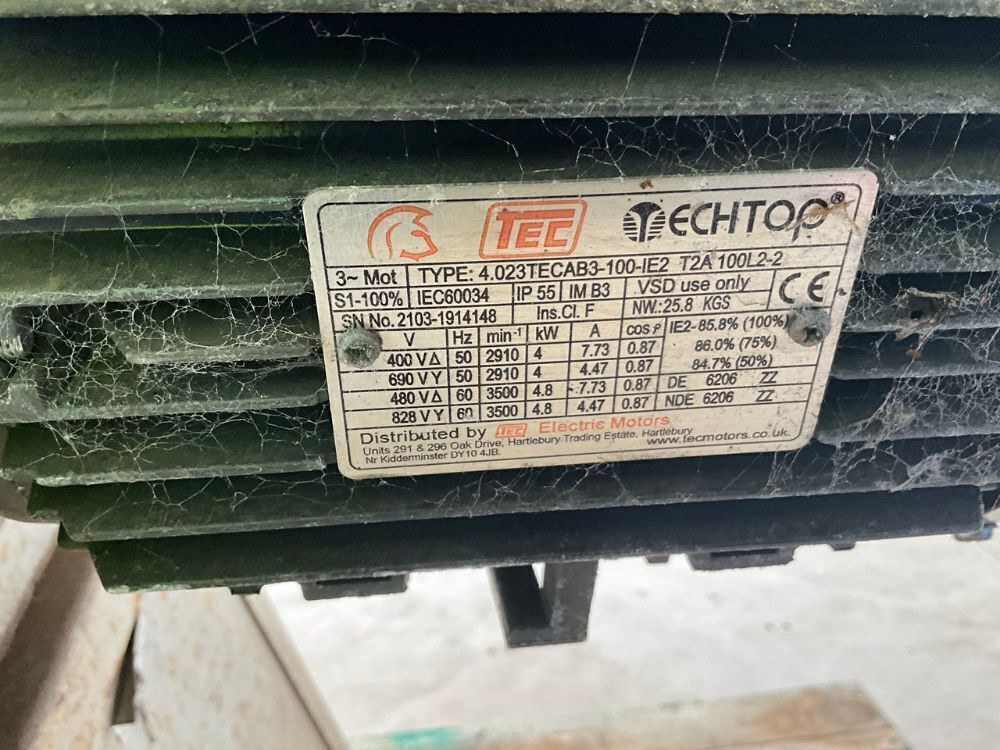 TEC TECHTOP®
3~ Mot TYPE: 4.023TECAB3-100-IE2 T2A 100L2-2
S1-100% IEC60034 IP 55 IM B3 VSD use only CE
SN No. 2103-1914148 Ins.Cl. F NW.:25.8 KGS
V Hz min⁻¹ kW A cos ρ IE2-85.8% (100%)
400 V∆ 50 2910 4 7.73 0.87 86.0% (75%)
690 V Y 50 2910 4 4.47 0.87 84.7% (50%)
480 V∆ 60 3500 4.8 7.73 0.87 DE 6206 ZZ
828 V Y 60 3500 4.8 4.47 0.87 NDE 6206 ZZ
Distributed by TEC Electric Motors
Units 291 & 296 Oak Drive, Hartlebury Trading Estate, Hartlebury
Nr Kidderminster DY10 4JB. www.tecmotors.co.uk